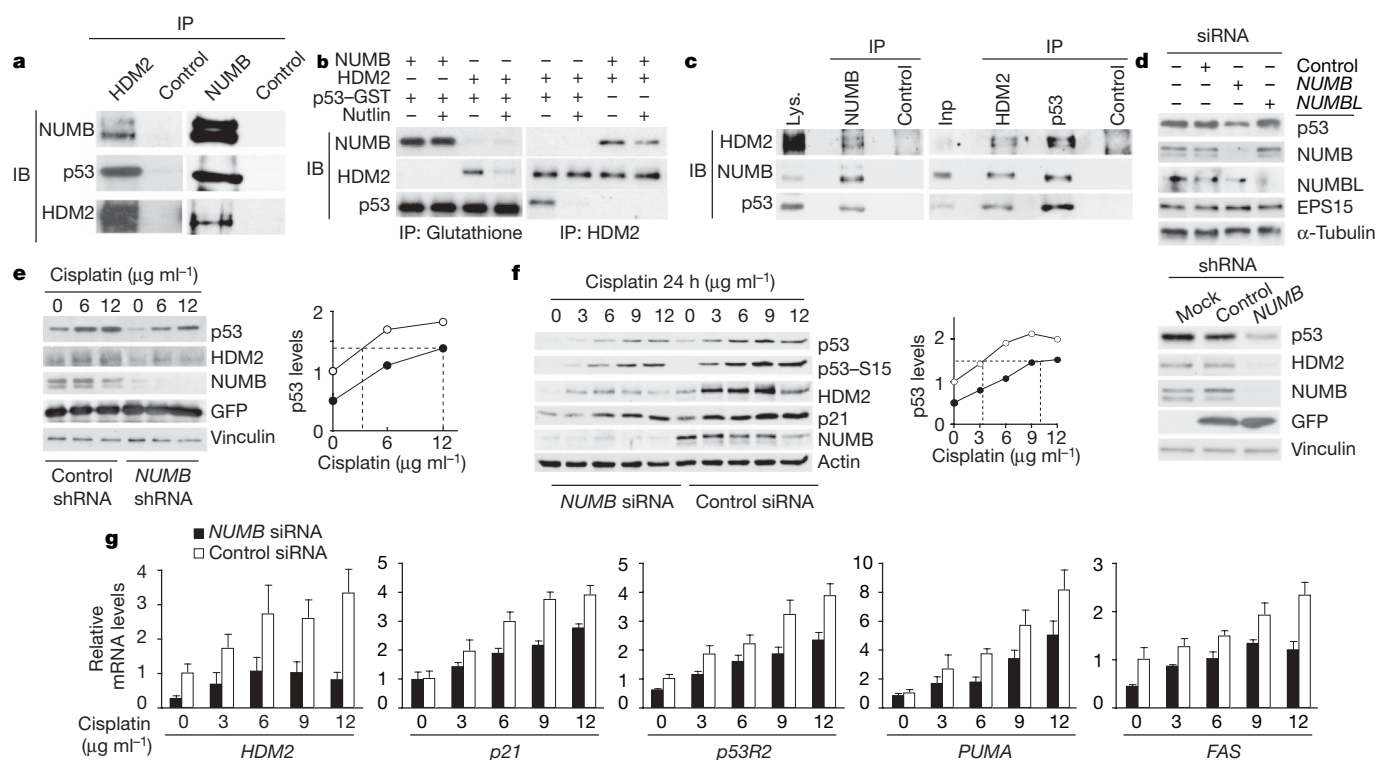 IP
a
HDM2 Control NUMB Control
IB
NUMB
p53
HDM2
b
NUMB + + − − − − + +
HDM2 − − + + + + + +
p53–GST + + + + + + − −
Nutlin − + − + − + − +
IB
NUMB
HDM2
p53
IP: Glutathione IP: HDM2
c
IP IP
Lys. NUMB Control Inp HDM2 p53 Control
IB
HDM2
NUMB
p53
d
siRNA
− + − − Control
− − + − NUMB
− − − + NUMBL
p53
NUMB
NUMBL
EPS15
α-Tubulin
shRNA
Mock Control NUMB
p53
HDM2
NUMB
GFP
Vinculin
e
Cisplatin (μg ml–1)
0 6 12 0 6 12
p53
HDM2
NUMB
GFP
Vinculin
Control shRNA
NUMB shRNA
p53 levels
2
1
0
0 6 12
Cisplatin (μg ml–1)
f
Cisplatin 24 h (μg ml–1)
0 3 6 9 12 0 3 6 9 12
p53
p53–S15
HDM2
p21
NUMB
Actin
NUMB siRNA Control siRNA
p53 levels
2
1
0
0 3 6 9 12
Cisplatin (μg ml–1)
g
NUMB siRNA
Control siRNA
Relative
mRNA levels
4
3
2
1
0
5
4
3
2
1
0
5
4
3
2
1
0
10
8
6
4
2
0
3
2
1
0
Cisplatin
(μg ml–1)
0 3 6 9 12 0 3 6 9 12 0 3 6 9 12 0 3 6 9 12 0 3 6 9 12
HDM2 p21 p53R2 PUMA FAS